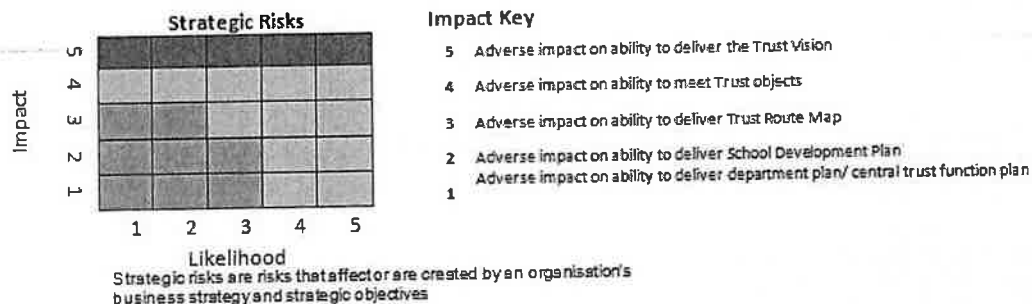 Strategic Risks
Impact
5
4
3
2
1
1 2 3 4 5
Likelihood
Strategic risks are risks that affect or are created by an organisation's
business strategy and strategic objectives
Impact Key
5 Adverse impact on ability to deliver the Trust Vision
4 Adverse impact on ability to meet Trust objects
3 Adverse impact on ability to deliver Trust Route Map
2 Adverse impact on ability to deliver School Development Plan
Adverse impact on ability to deliver department plan/ central trust function plan
1